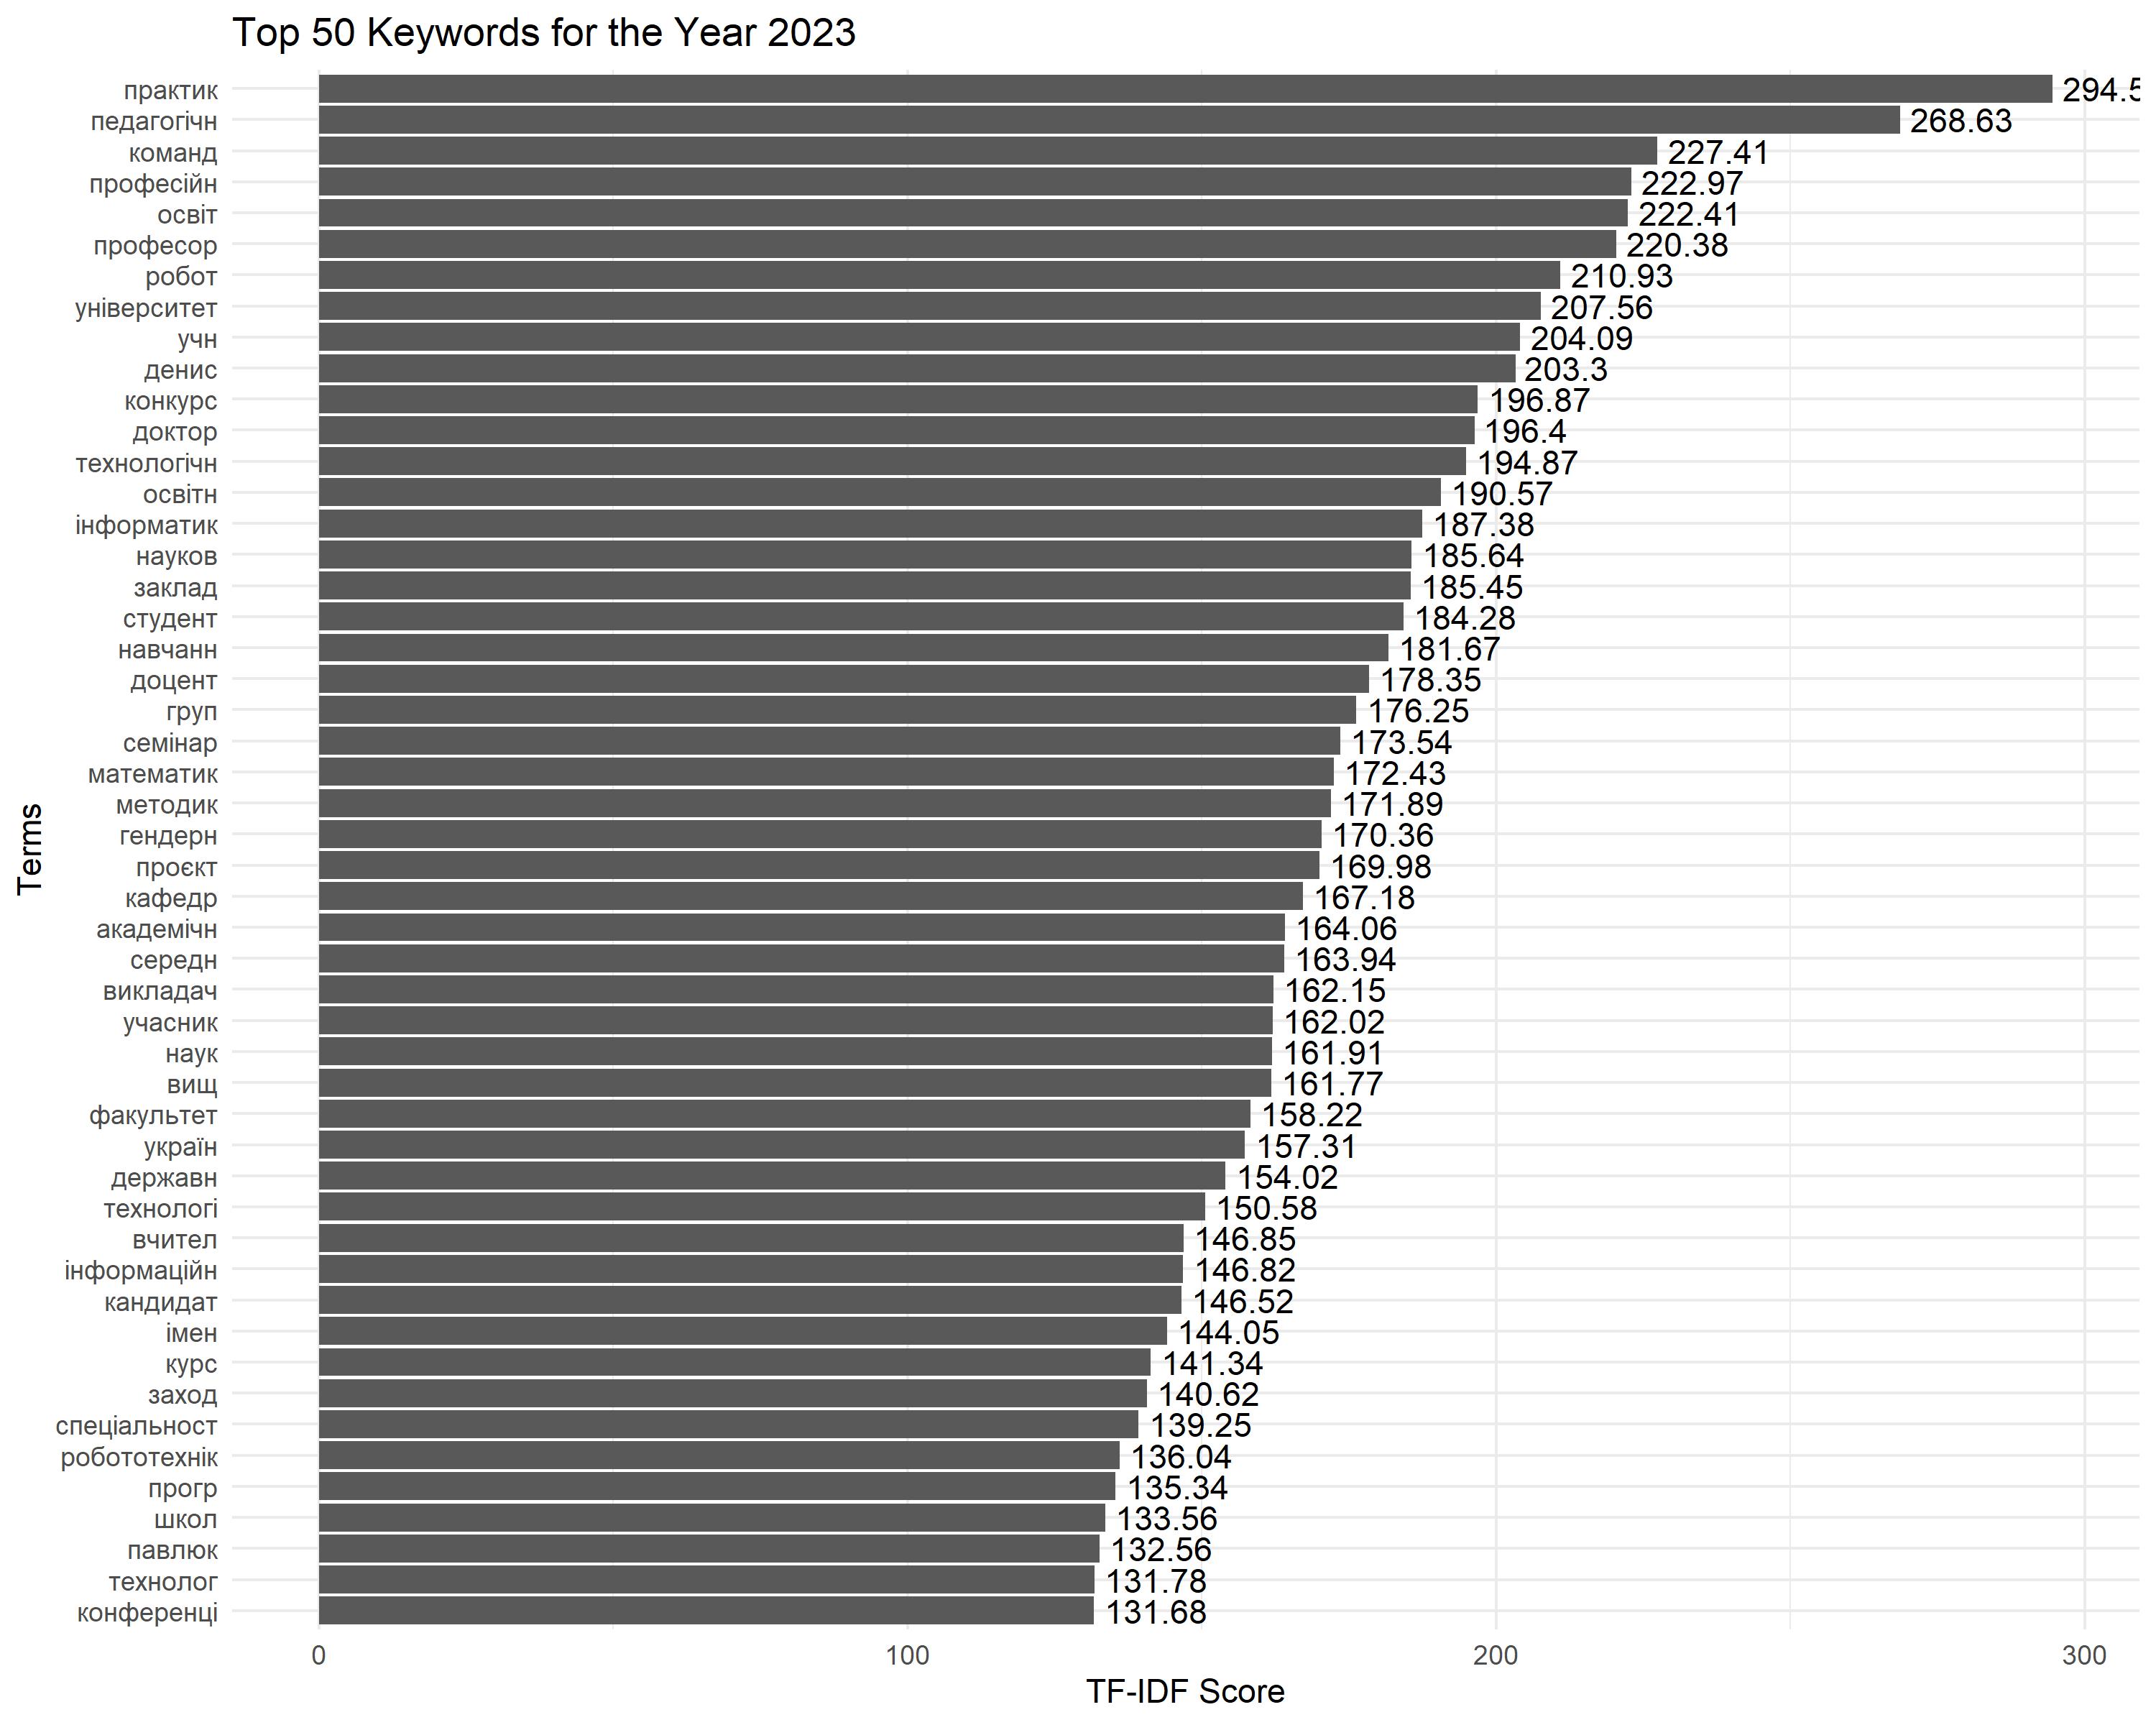 Top 50 Keywords for the Year 2023
практик 294.5
педагогічн 268.63
команд 227.41
професійн 222.97
освіт 222.41
професор 220.38
робот 210.93
університет 207.56
учн 204.09
денис 203.3
конкурс 196.87
доктор 196.4
технологічн 194.87
освітн 190.57
інформатик 187.38
науков 185.64
заклад 185.45
студент 184.28
навчанн 181.67
доцент 178.35
груп 176.25
семінар 173.54
математик 172.43
методик 171.89
гендерн 170.36
проєкт 169.98
кафедр 167.18
академічн 164.06
середн 163.94
викладач 162.15
учасник 162.02
наук 161.91
вищ 161.77
факультет 158.22
україн 157.31
державн 154.02
технологі 150.58
вчител 146.85
інформаційн 146.82
кандидат 146.52
імен 144.05
курс 141.34
заход 140.62
спеціальност 139.25
робототехнік 136.04
прогр 135.34
школ 133.56
павлюк 132.56
технолог 131.78
конференці 131.68
0 100 200 300
TF-IDF Score
Terms